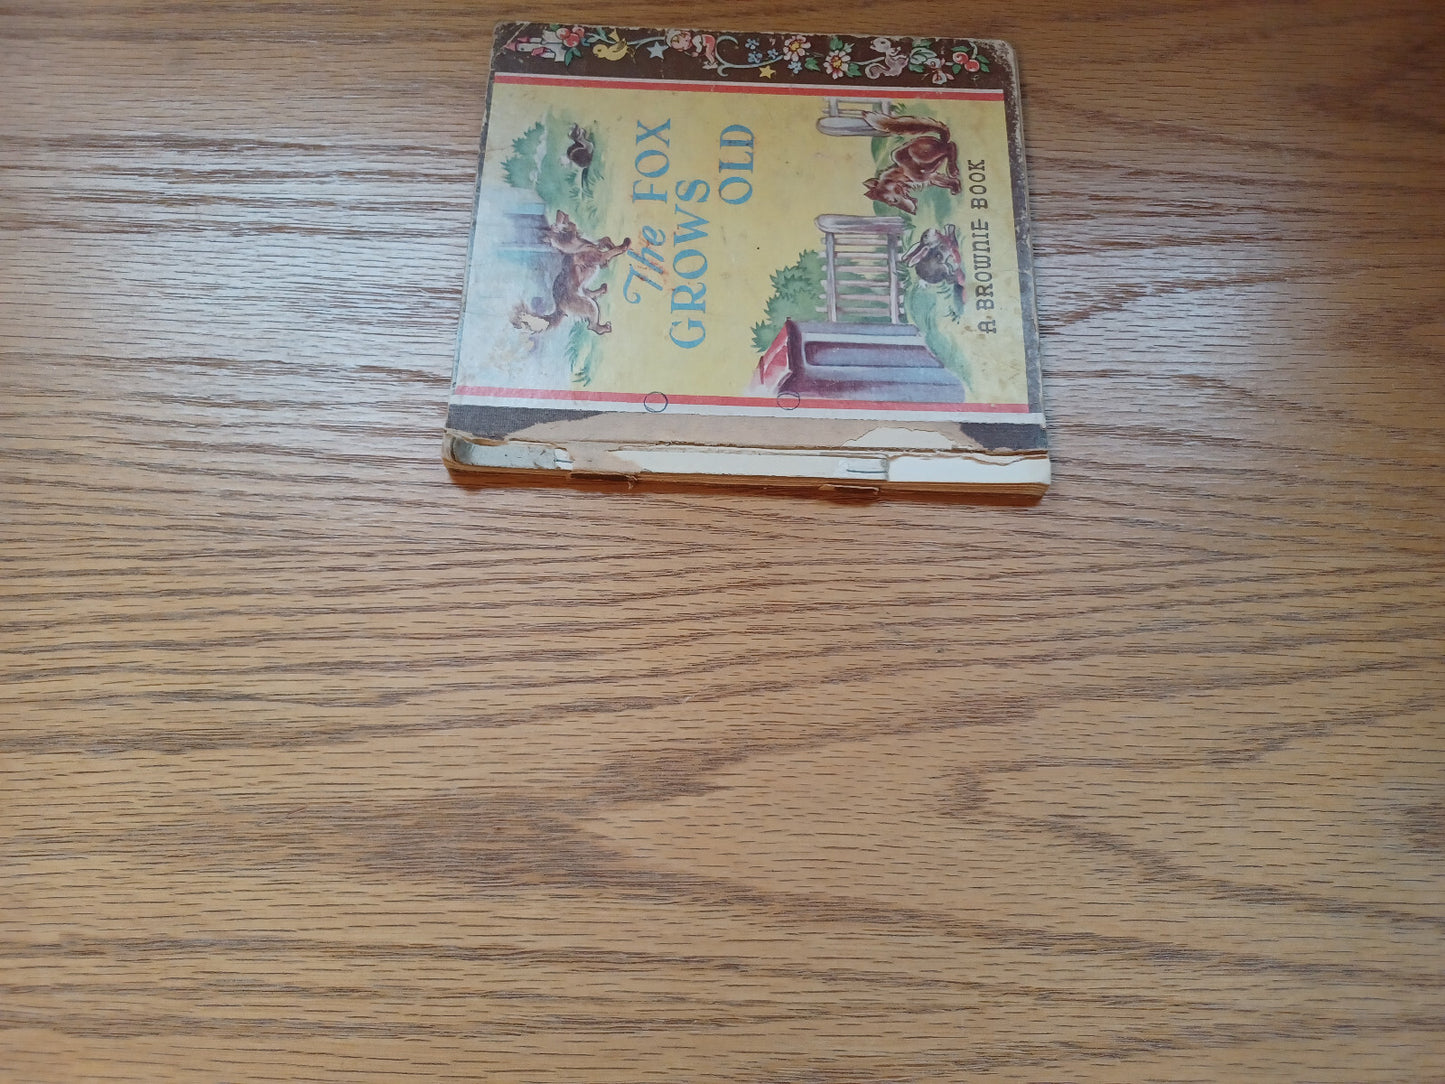 The FOX
GROWS
OLD
A BROWNIE BOOK